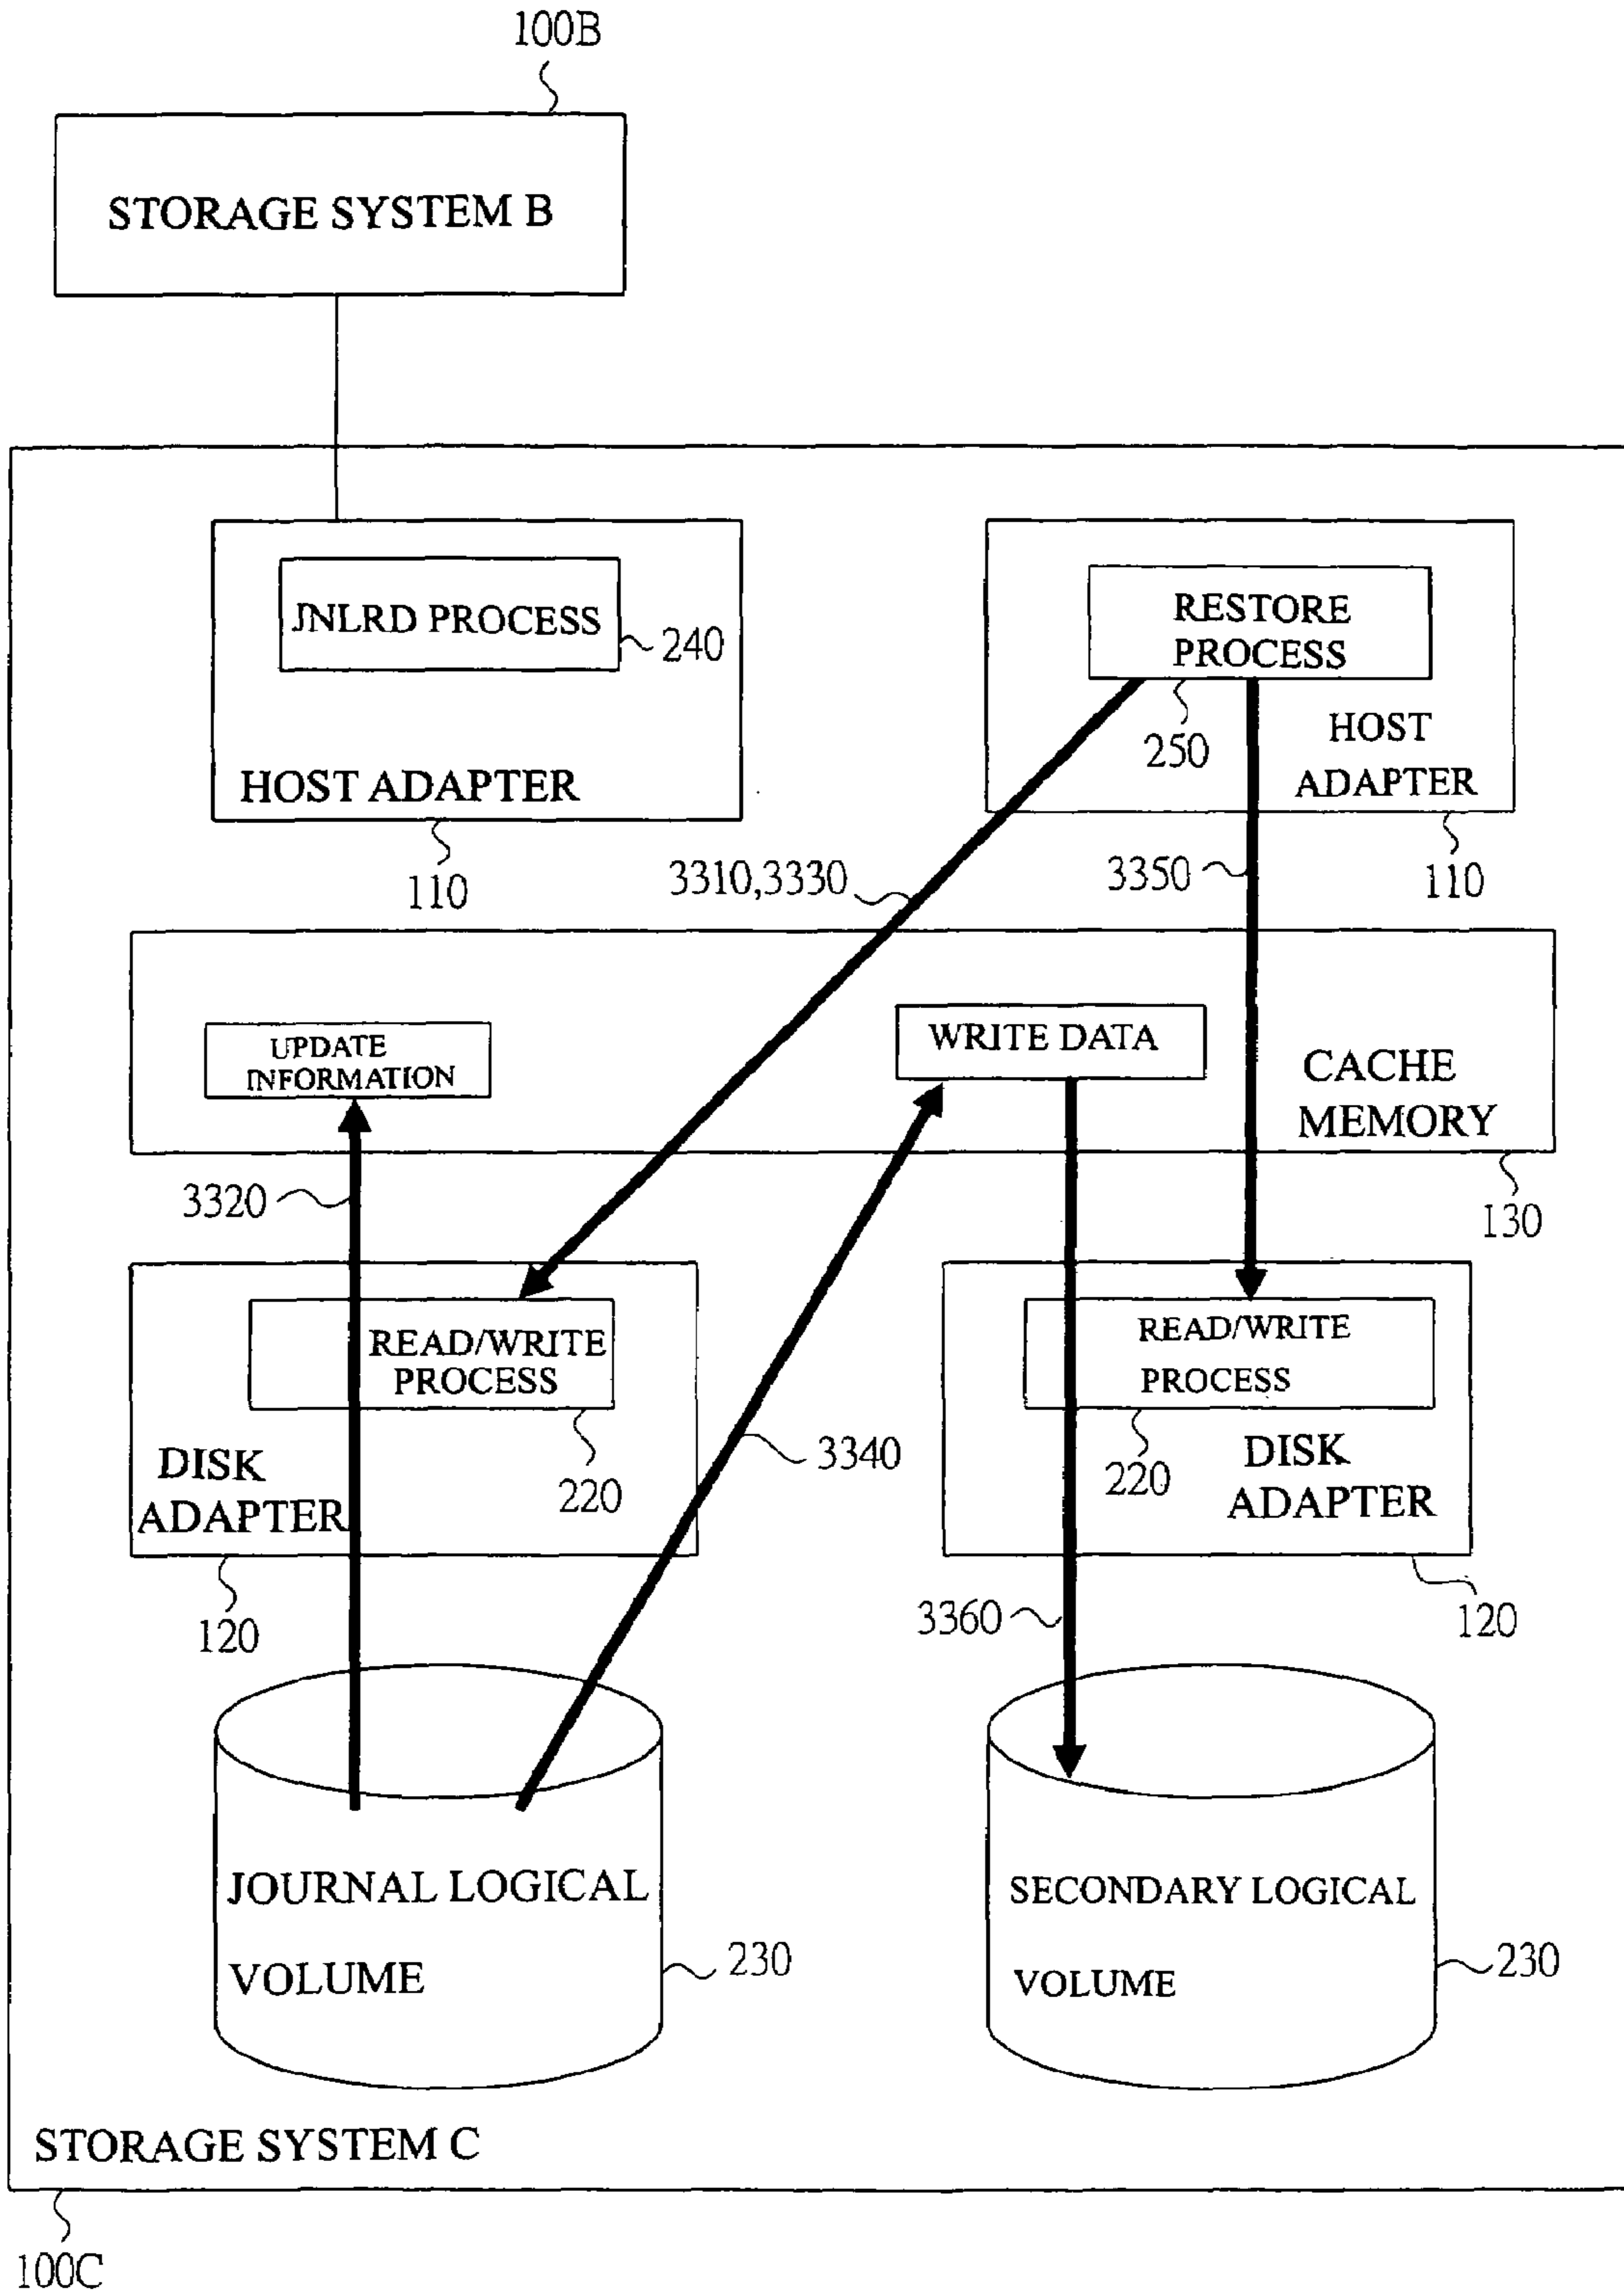 100B
STORAGE SYSTEM B
JNLRD PROCESS
240
HOST ADAPTER
110
RESTORE
PROCESS
250
HOST
ADAPTER
110
3310,3330
3350
UPDATE
INFORMATION
WRITE DATA
CACHE
MEMORY
130
3320
READ/WRITE
PROCESS
220
DISK
ADAPTER
120
3340
READ/WRITE
PROCESS
220
DISK
ADAPTER
120
3360
JOURNAL LOGICAL
VOLUME
230
SECONDARY LOGICAL
VOLUME
230
STORAGE SYSTEM C
100C